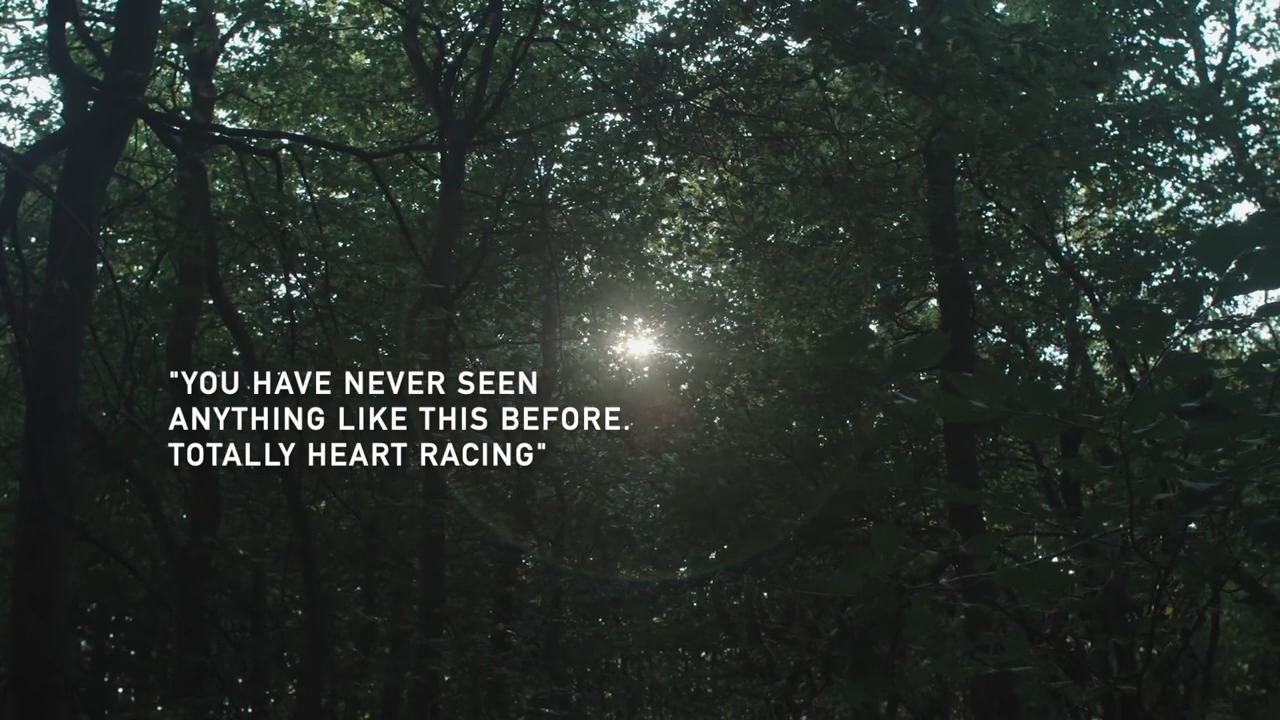 "YOU HAVE NEVER SEEN
ANYTHING LIKE THIS BEFORE.
TOTALLY HEART RACING"